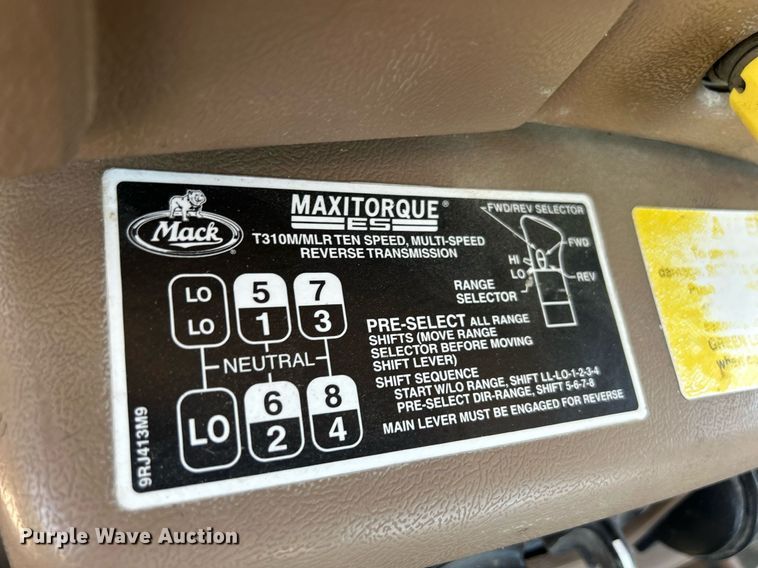 Mack
MAXITORQUE®
ES
T310M/MLR TEN SPEED, MULTI-SPEED
REVERSE TRANSMISSION
FWD/REV SELECTOR
FWD
HI
LO
REV
RANGE
SELECTOR
LO 5 7
LO 1 3
NEUTRAL
LO 6 8
2 4
PRE-SELECT ALL RANGE
SHIFTS (MOVE RANGE
SELECTOR BEFORE MOVING
SHIFT LEVER)
SHIFT SEQUENCE
START W/LO RANGE, SHIFT LL-LO-1-2-3-4
PRE-SELECT DIR-RANGE, SHIFT 5-6-7-8
MAIN LEVER MUST BE ENGAGED FOR REVERSE
9RJ413M9
GREEN
when
Purple Wave Auction